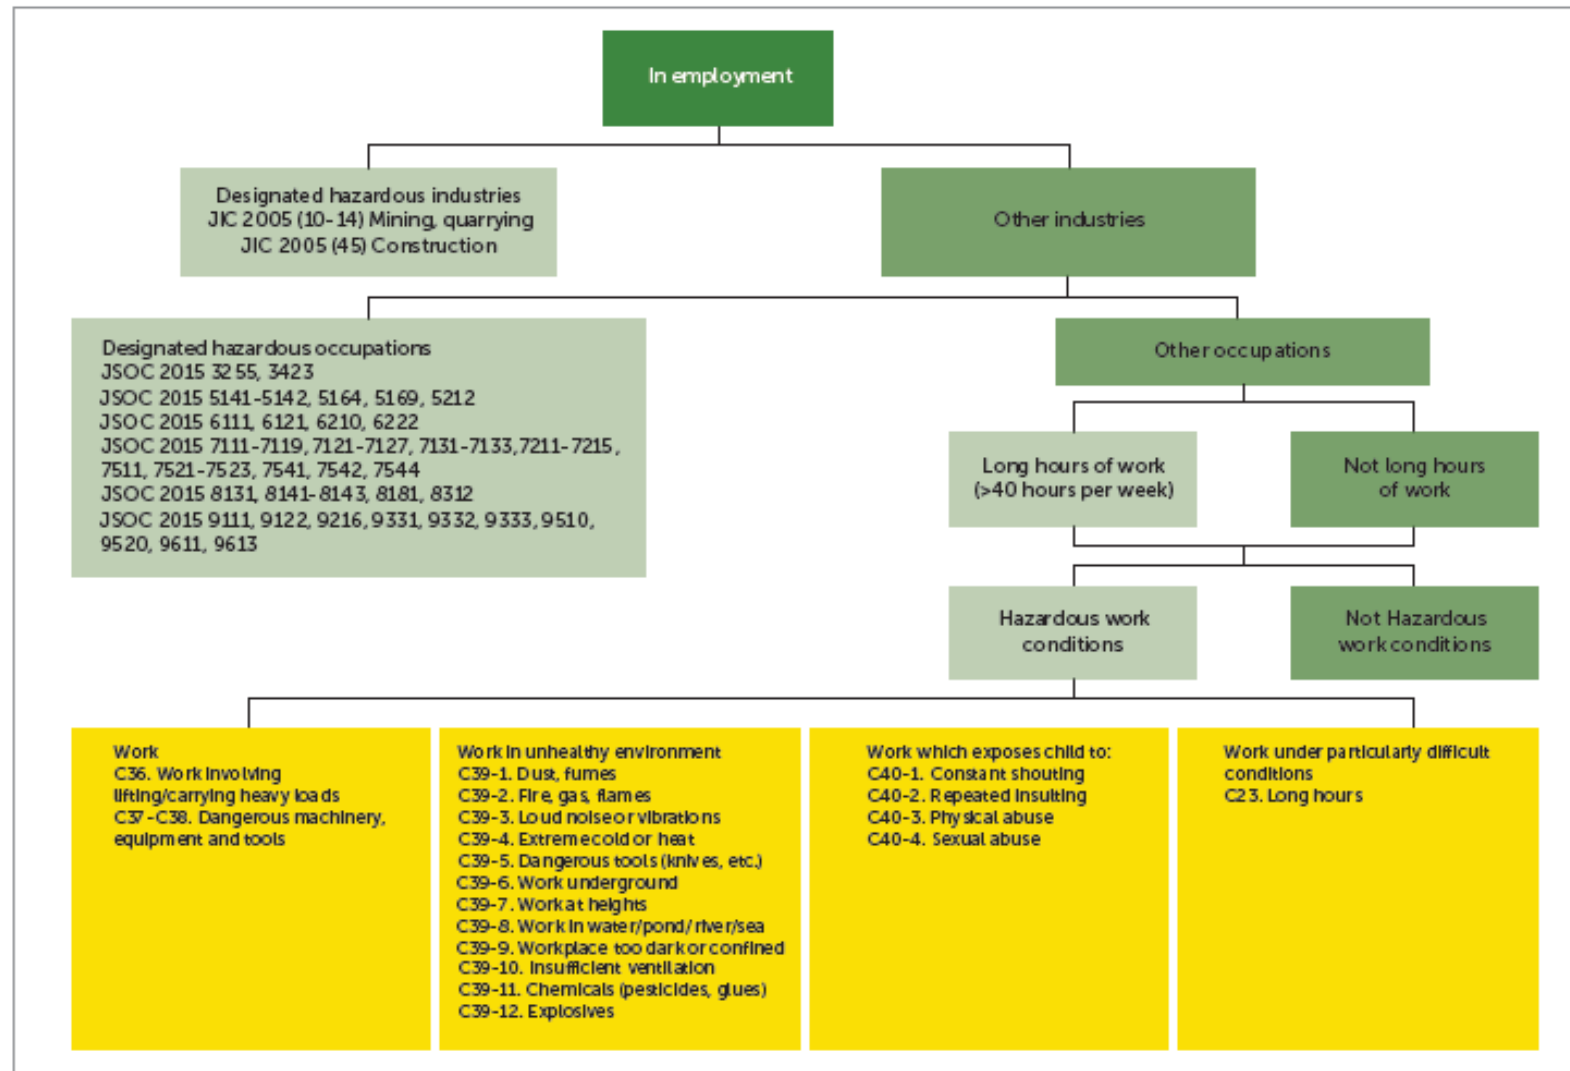 In employment
Designated hazardous industries
JIC 2005 (10-14) Mining, quarrying
JIC 2005 (45) Construction
Other industries
Designated hazardous occupations
JSOC 2015 3255, 3423
JSOC 2015 5141-5142, 5164, 5169, 5212
JSOC 2015 6111, 6121, 6210, 6222
JSOC 2015 7111-7119, 7121-7127, 7131-7133,7211-7215,
7511, 7521-7523, 7541, 7542, 7544
JSOC 2015 8131, 8141-8143, 8181, 8312
JSOC 2015 9111, 9122, 9216, 9331, 9332, 9333, 9510,
9520, 9611, 9613
Other occupations
Long hours of work
(>40 hours per week)
Not long hours
of work
Hazardous work
conditions
Not Hazardous
work conditions
Work
C36. Work involving
lifting/carrying heavy loads
C37-C38. Dangerous machinery,
equipment and tools
Work in unhealthy environment
C39-1. Dust, fumes
C39-2. Fire, gas, flames
C39-3. Loud noise or vibrations
C39-4. Extreme cold or heat
C39-5. Dangerous tools (knives, etc.)
C39-6. Work underground
C39-7. Work at heights
C39-8. Work in water/pond/river/sea
C39-9. Workplace too dark or confined
C39-10. Insufficient ventilation
C39-11. Chemicals (pesticides, glues)
C39-12. Explosives
Work which exposes child to:
C40-1. Constant shouting
C40-2. Repeated insulting
C40-3. Physical abuse
C40-4. Sexual abuse
Work under particularly difficult
conditions
C23. Long hours